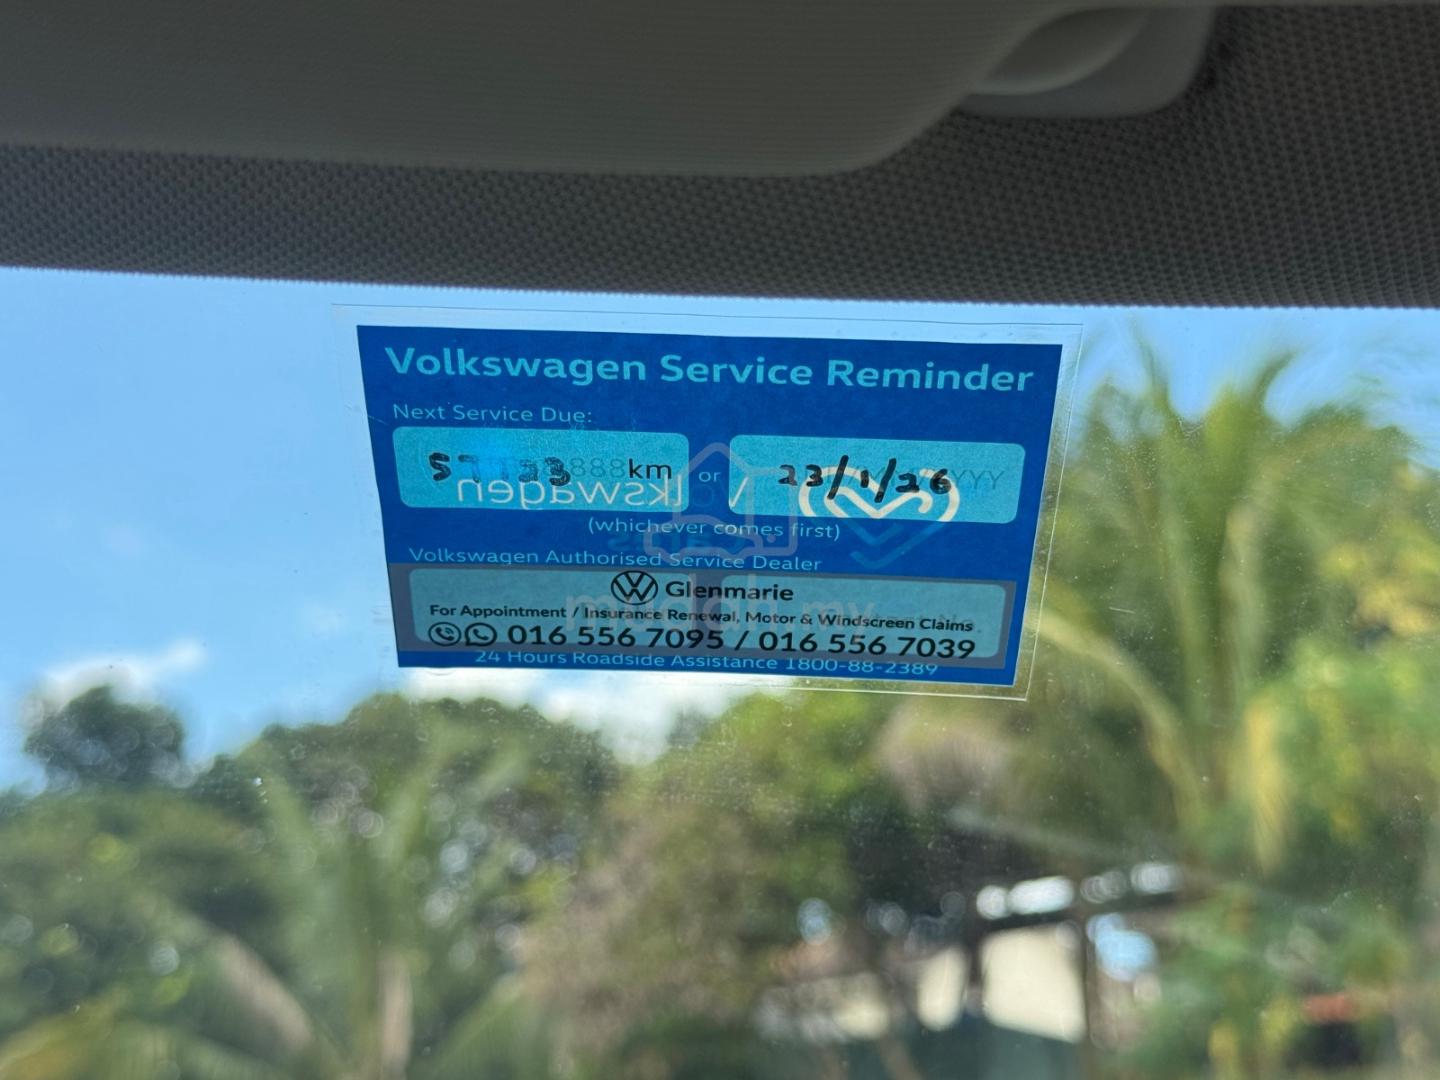 Volkswagen Service Reminder
Next Service Due:
km or 23/1/26
(whichever comes first)
Volkswagen Authorised Service Dealer
Glenmarie
For Appointment / Insurance Renewal, Motor & Windscreen Claims
016 556 7095 / 016 556 7039
24 Hours Roadside Assistance 1800-88-2389
mudah.my